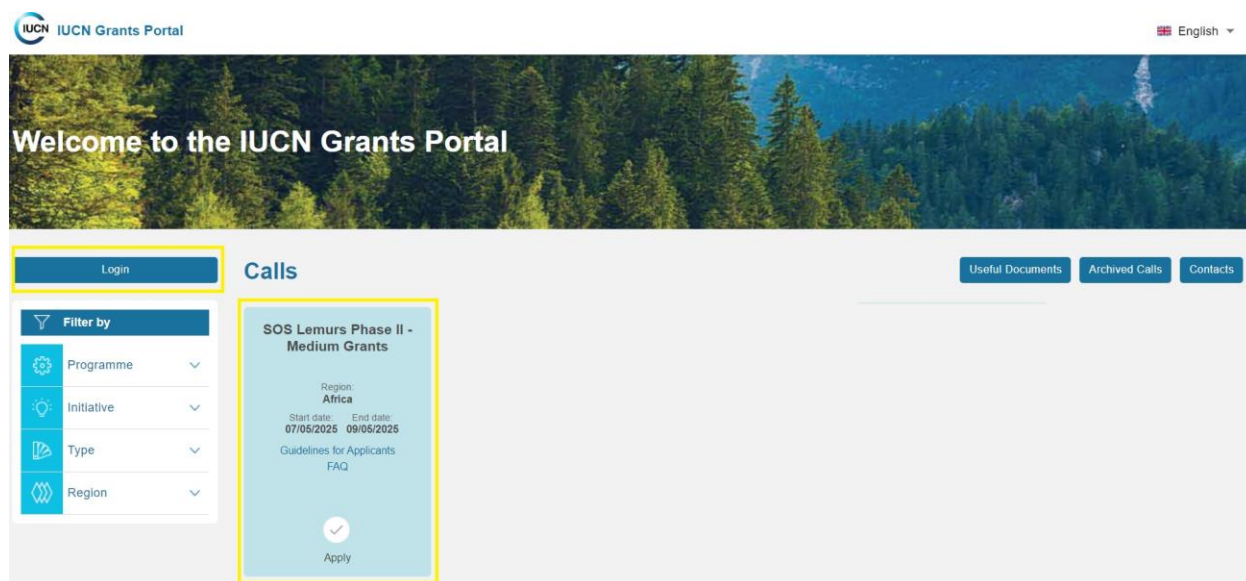 IUCN IUCN Grants Portal
English
Welcome to the IUCN Grants Portal
Login
Calls
Useful Documents Archived Calls Contacts
Filter by
Programme
Initiative
Type
Region
SOS Lemurs Phase II -
Medium Grants
Region:
Africa
Start date: End date:
07/05/2025 09/05/2025
Guidelines for Applicants
FAQ
Apply